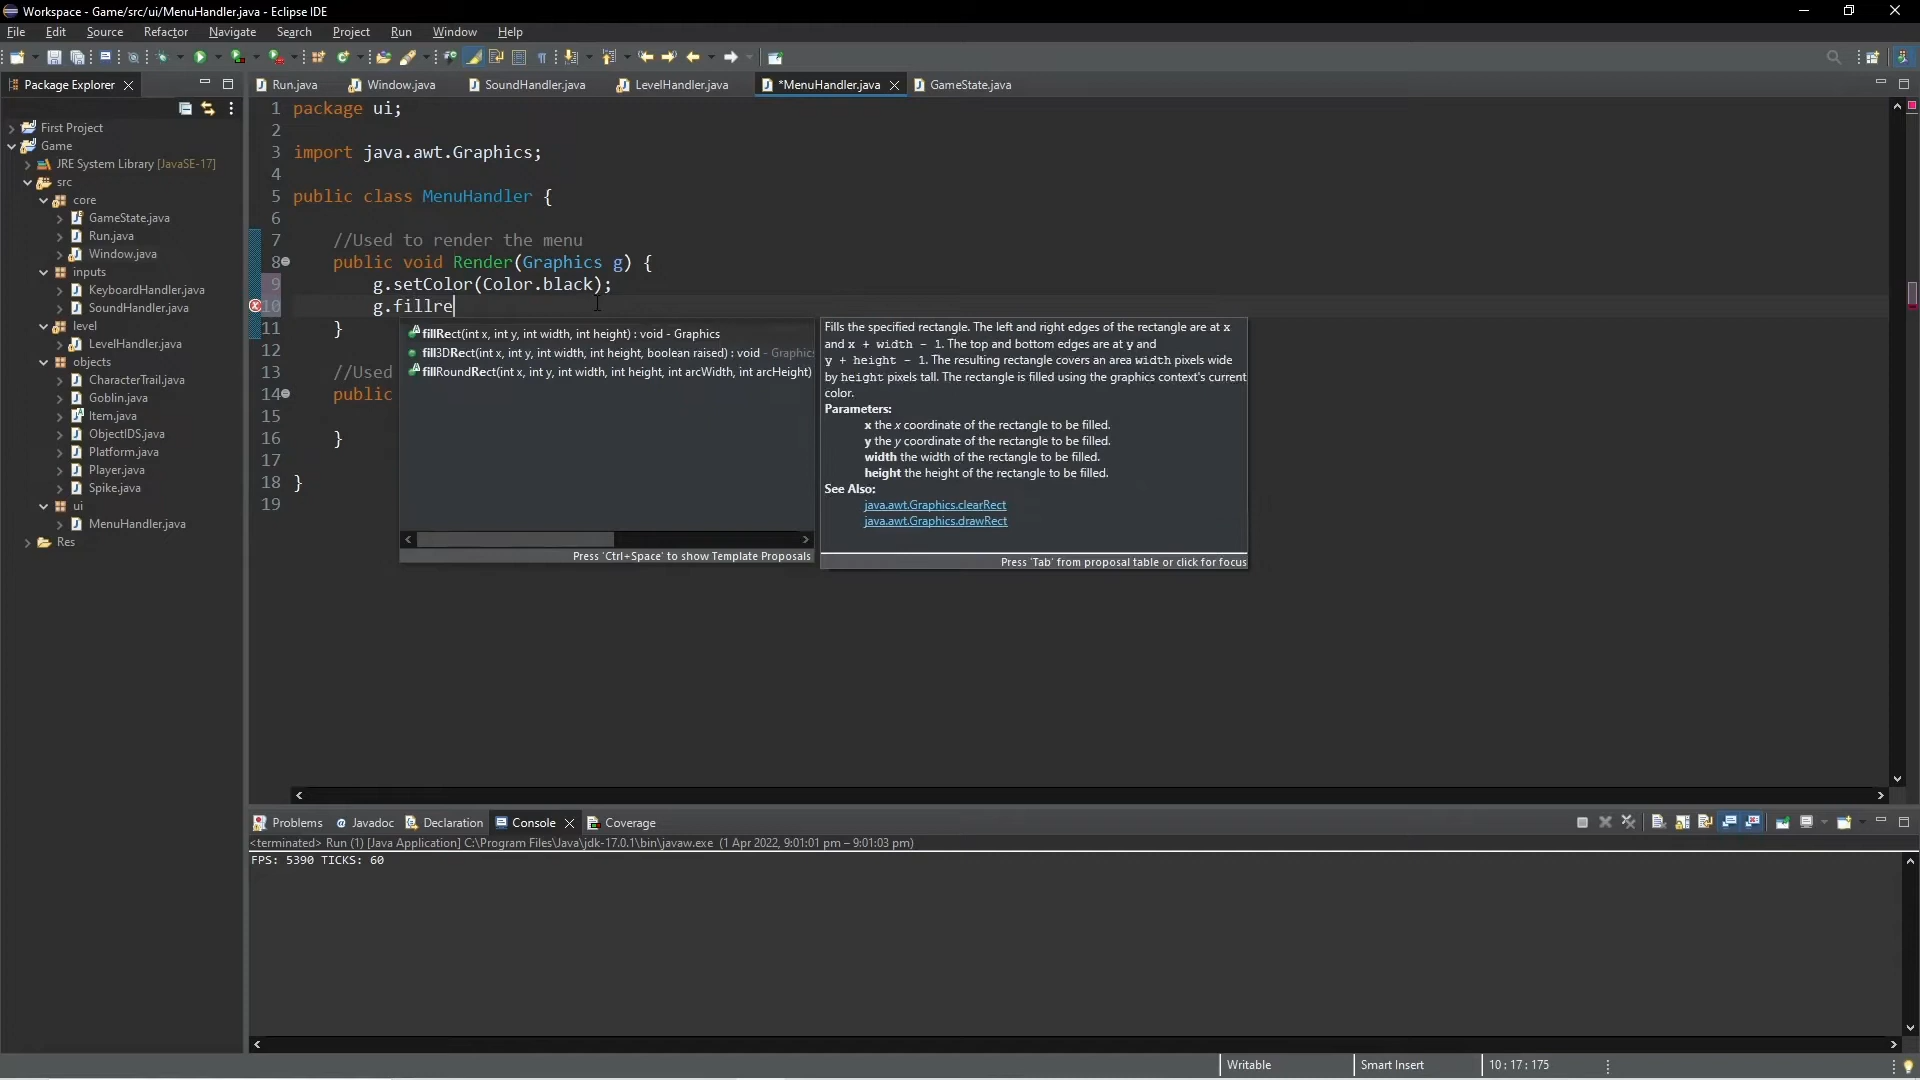 Workspace - Game/src/ui/MenuHandler.java - Eclipse IDE
File Edit Source Refactor Navigate Search Project Run Window Help
Package Explorer
Run.java Window.java SoundHandler.java LevelHandler.java *MenuHandler.java GameState.java
First Project
Game
JRE System Library [JavaSE-17]
src
core
GameState.java
Run.java
Window.java
inputs
KeyboardHandler.java
SoundHandler.java
level
LevelHandler.java
objects
CharacterTrail.java
Goblin.java
Item.java
ObjectIDS.java
Platform.java
Player.java
Spike.java
ui
MenuHandler.java
Res
1 package ui;
2
3 import java.awt.Graphics;
4
5 public class MenuHandler {
6
7 //Used to render the menu
8 public void Render(Graphics g) {
9 g.setColor(Color.black);
10 g.fillre
11 }
12
13 //Used
14 public
15
16 }
17
18 }
19
fillRect(int x, int y, int width, int height) : void - Graphics
fill3DRect(int x, int y, int width, int height, boolean raised) : void - Graphics
fillRoundRect(int x, int y, int width, int height, int arcWidth, int arcHeight)
Press 'Ctrl+Space' to show Template Proposals
Fills the specified rectangle. The left and right edges of the rectangle are at x
and x + width - 1. The top and bottom edges are at y and
y + height - 1. The resulting rectangle covers an area width pixels wide
by height pixels tall. The rectangle is filled using the graphics context's current
color.
Parameters:
x the x coordinate of the rectangle to be filled.
y the y coordinate of the rectangle to be filled.
width the width of the rectangle to be filled.
height the height of the rectangle to be filled.
See Also:
java.awt.Graphics.clearRect
java.awt.Graphics.drawRect
Press 'Tab' from proposal table or click for focus
Problems Javadoc Declaration Console Coverage
<terminated> Run (1) [Java Application] C:\Program Files\Java\jdk-17.0.1\bin\javaw.exe (1 Apr 2022, 9:01:01 pm – 9:01:03 pm)
FPS: 5390 TICKS: 60
Writable Smart Insert 10 : 17 : 175